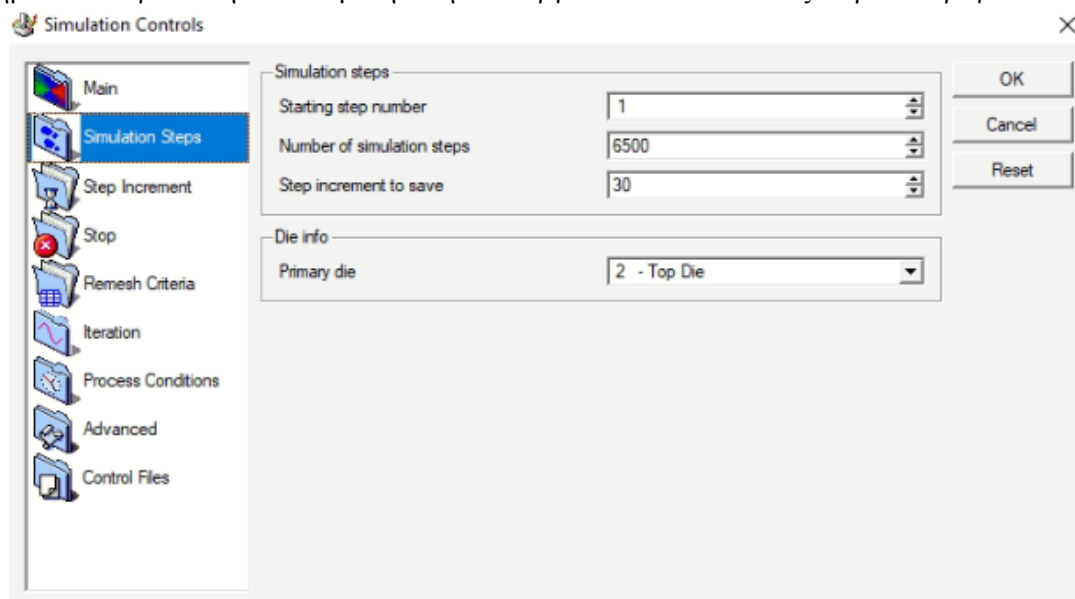 Simulation Controls
Main
Simulation Steps
Step Increment
Stop
Remesh Criteria
Iteration
Process Conditions
Advanced
Control Files
Simulation steps
Starting step number 1
Number of simulation steps 6500
Step increment to save 30
Die info
Primary die 2 - Top Die
OK
Cancel
Reset